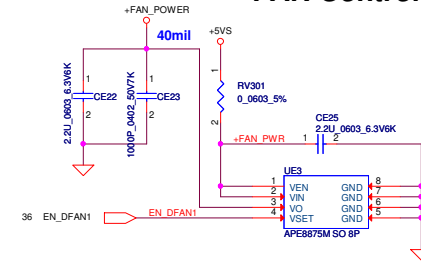 FAN Control
+FAN_POWER
40mil
+5VS
1
1
1
CE22
2.2U_0603_6.3V6K
2
CE23
1000P_0402_50V7K
2
RV301
0_0603_5%
2
CE25
2.2U_0603_6.3V6K
+FAN_PWR
1 2
UE3
1 VEN GND 8
2 VIN GND 7
3 VO GND 6
4 VSET GND 5
APE8875M SO 8P
36 EN_DFAN1 EN_DFAN1